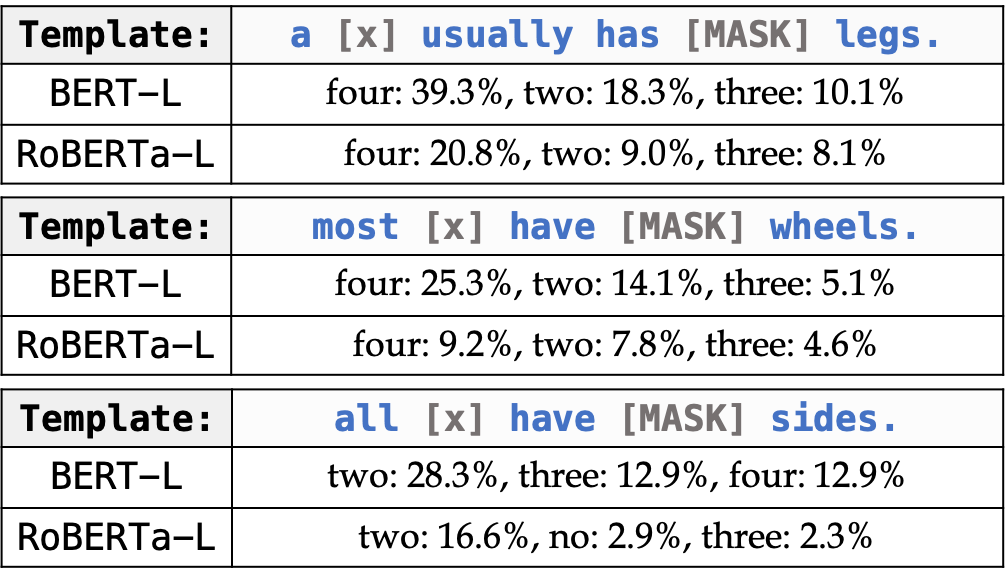 Template: a [x] usually has [MASK] legs.
BERT-L four: 39.3%, two: 18.3%, three: 10.1%
RoBERTa-L four: 20.8%, two: 9.0%, three: 8.1%
Template: most [x] have [MASK] wheels.
BERT-L four: 25.3%, two: 14.1%, three: 5.1%
RoBERTa-L four: 9.2%, two: 7.8%, three: 4.6%
Template: all [x] have [MASK] sides.
BERT-L two: 28.3%, three: 12.9%, four: 12.9%
RoBERTa-L two: 16.6%, no: 2.9%, three: 2.3%